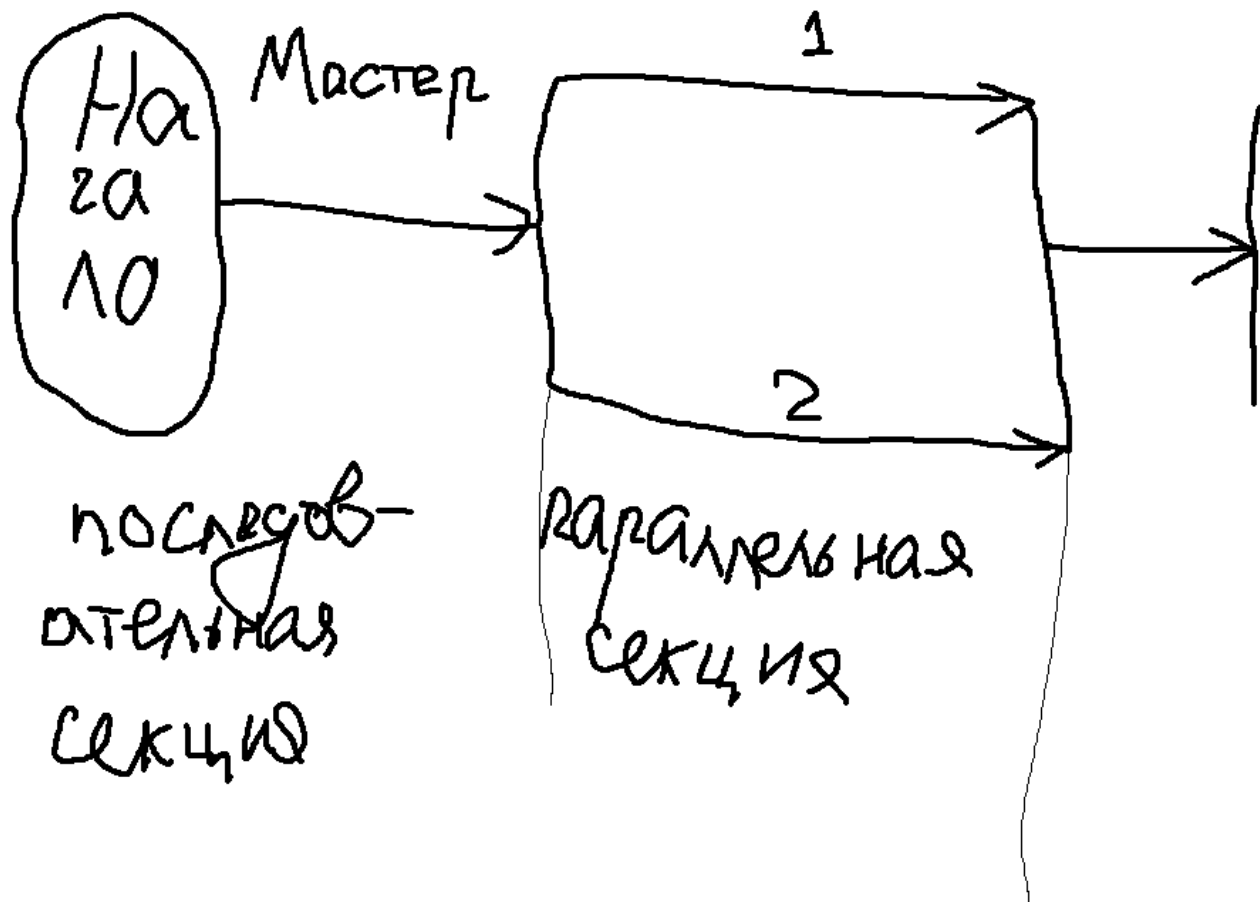 На
ча
ло
Мастер
1
2
последов-
ательная
секция
параллельная
секция